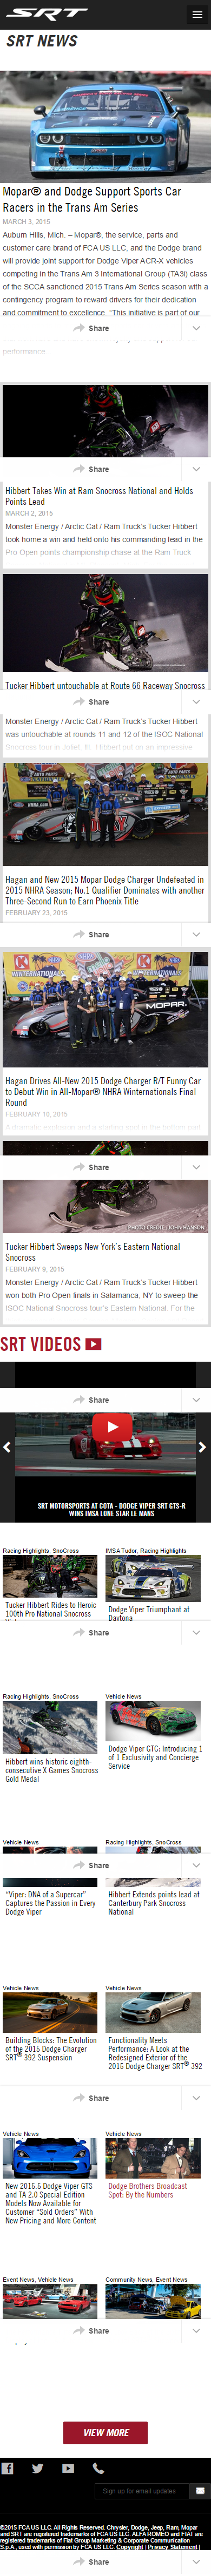 SRT
SRT NEWS
Mopar® and Dodge Support Sports Car
Racers in the Trans Am Series
MARCH 3, 2015
Auburn Hills, Mich. – Mopar®, the service, parts and
customer care brand of FCA US LLC, and the Dodge brand
will provide joint support for Dodge Viper ACR-X vehicles
competing in the Trans Am 3 International Group (TA3i) class
of the SCCA sanctioned 2015 Trans Am Series season with a
contingency program to reward drivers for their dedication
and commitment to excellence. “This initiative is part of our
Share
performance.
Share
Hibbert Takes Win at Ram Snocross National and Holds
Points Lead
MARCH 2, 2015
Monster Energy / Arctic Cat / Ram Truck’s Tucker Hibbert
took home a win and held onto his commanding lead in the
Pro Open points championship chase at the Ram Truck
Tucker Hibbert untouchable at Route 66 Raceway Snocross
Share
Monster Energy / Arctic Cat / Ram Truck’s Tucker Hibbert
was untouchable at rounds 11 and 12 of the ISOC National
Snocross tour in Joliet, Ill. Hibbert put on an impressive
Hagan and New 2015 Mopar Dodge Charger Undefeated in
2015 NHRA Season; No.1 Qualifier Dominates with another
Three-Second Run to Earn Phoenix Title
FEBRUARY 23, 2015
Share
WINTERNATIONALS
MOPAR
Hagan Drives All-New 2015 Dodge Charger R/T Funny Car
to Debut Win in All-Mopar® NHRA Winternationals Final
Round
FEBRUARY 19, 2015
Share
PHOTO CREDIT: JOHN HANSON
Tucker Hibbert Sweeps New York’s Eastern National
Snocross
FEBRUARY 9, 2015
Monster Energy / Arctic Cat / Ram Truck’s Tucker Hibbert
won both Pro Open finals in Salamanca, NY to sweep the
ISOC National Snocross tour’s Eastern National. For the
SRT VIDEOS
Share
SRT MOTORSPORTS AT COTA - DODGE VIPER SRT GTS-R
WINS IMSA LONE STAR LE MANS
Racing Highlights, SnoCross
Tucker Hibbert Rides to Heroic
100th Pro National Snocross
IMSA Tudor, Racing Highlights
Dodge Viper Triumphant at
Daytona
Share
Racing Highlights, SnoCross
Hibbert wins historic eighth-
consecutive X Games Snocross
Gold Medal
Vehicle News
Dodge Viper GTC: Introducing 1
of 1 Exclusivity and Concierge
Service
Vehicle News
Racing Highlights, SnoCross
Share
“Viper: DNA of a Supercar”
Captures the Passion in Every
Dodge Viper
Hibbert Extends points lead at
Canterbury Park Snocross
National
Vehicle News
Building Blocks: The Evolution
of the 2015 Dodge Charger
SRT® 392 Suspension
Vehicle News
Functionality Meets
Performance: A Look at the
Redesigned Exterior of the
2015 Dodge Charger SRT® 392
Share
Vehicle News
New 2015.5 Dodge Viper GTS
and TA 2.0 Special Edition
Models Now Available for
Customer “Sold Orders” With
New Pricing and More Content
Vehicle News
Dodge Brothers Broadcast
Spot: By the Numbers
Event News, Vehicle News
Community News, Event News
Share
VIEW MORE
Sign up for email updates
©2015 FCA US LLC. All Rights Reserved. Chrysler, Dodge, Jeep, Ram, Mopar
and SRT are registered trademarks of FCA US LLC. ALFA ROMEO and FIAT are
registered trademarks of Fiat Group Marketing & Corporate Communication
S.p.A., used with permission by FCA US LLC. Copyright | Privacy Statement |
Share